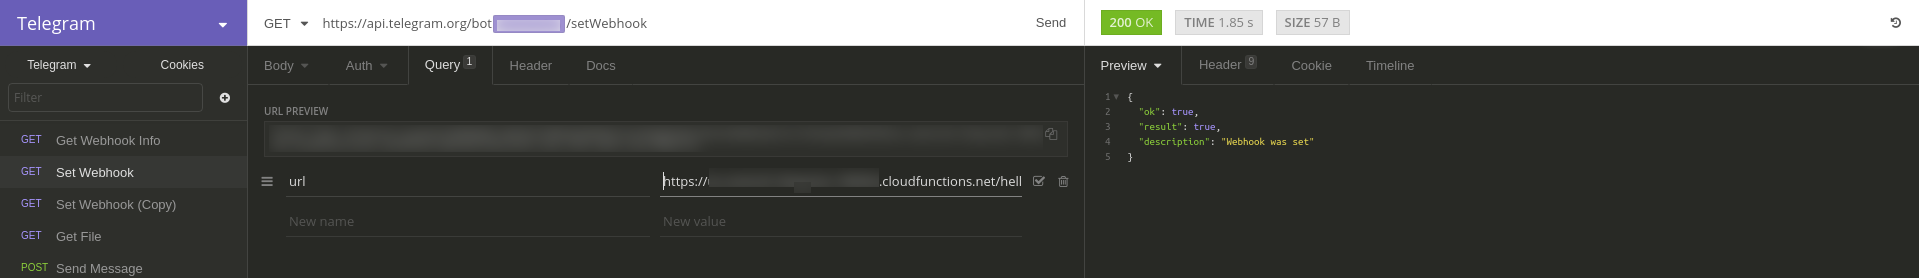 Telegram
Telegram
Cookies
Filter
GET Get Webhook Info
GET Set Webhook
GET Set Webhook (Copy)
GET Get File
POST Send Message
GET https://api.telegram.org/bot /setWebhook Send
Body Auth Query 1 Header Docs
URL PREVIEW
url https:// .cloudfunctions.net/hell
New name New value
200 OK TIME 1.85 s SIZE 57 B
Preview Header 9 Cookie Timeline
1 {
2 "ok": true,
3 "result": true,
4 "description": "Webhook was set"
5 }